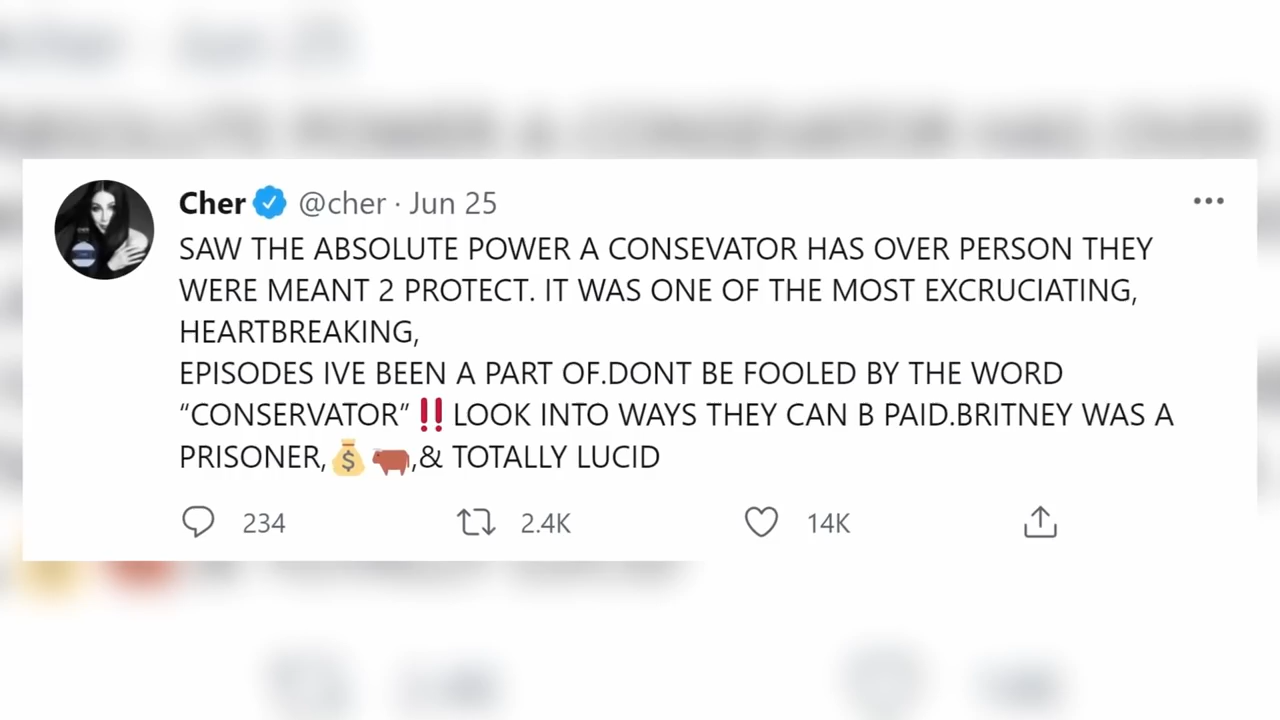 Cher @cher · Jun 25
SAW THE ABSOLUTE POWER A CONSEVATOR HAS OVER PERSON THEY
WERE MEANT 2 PROTECT. IT WAS ONE OF THE MOST EXCRUCIATING,
HEARTBREAKING,
EPISODES IVE BEEN A PART OF.DONT BE FOOLED BY THE WORD
“CONSERVATOR”‼️LOOK INTO WAYS THEY CAN B PAID.BRITNEY WAS A
PRISONER,💰🐂,& TOTALLY LUCID
234 2.4K 14K